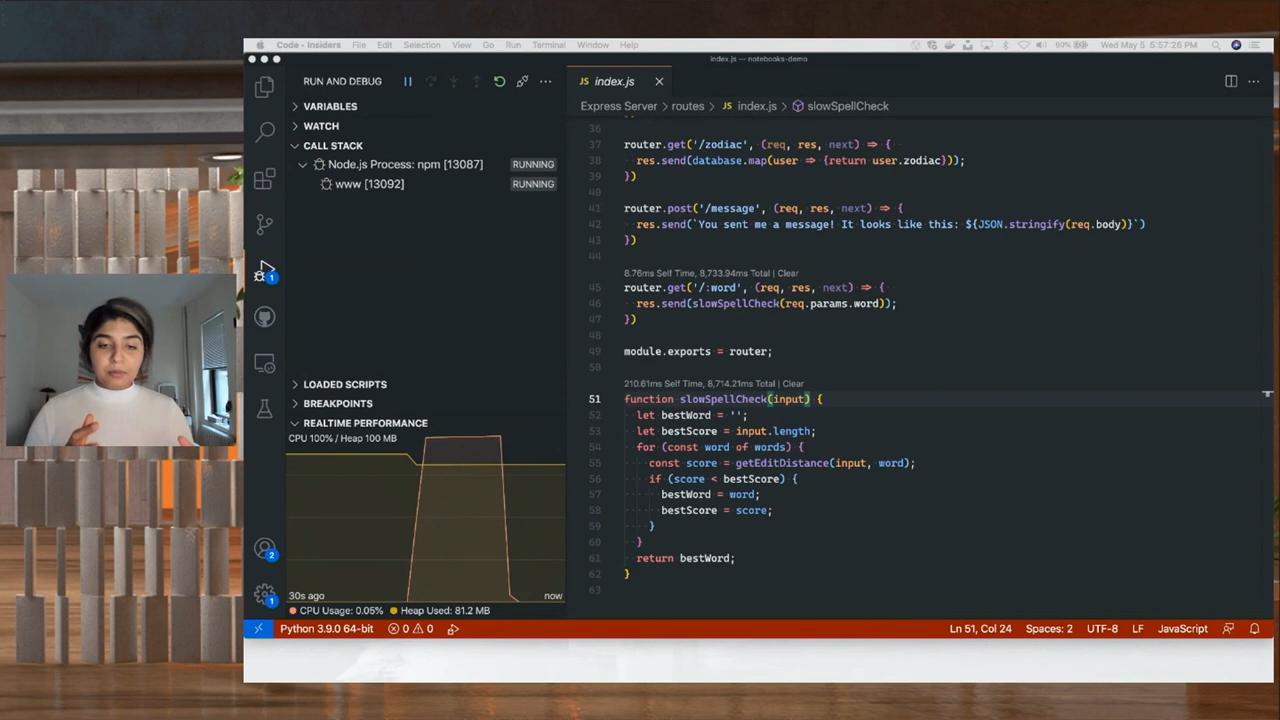 Code - Insiders File Edit Selection View Go Run Terminal Window Help 90% Wed May 5 5:57:26 PM
index.js — notebooks-demo
RUN AND DEBUG
JS index.js
Express Server > routes > JS index.js > slowSpellCheck
VARIABLES
WATCH
CALL STACK
Node.js Process: npm [13087] RUNNING
www [13092] RUNNING
LOADED SCRIPTS
BREAKPOINTS
REALTIME PERFORMANCE
CPU 100% / Heap 100 MB
30s ago now
CPU Usage: 0.05% Heap Used: 81.2 MB
1
2
1
36
37 router.get('/zodiac', (req, res, next) => {
38 res.send(database.map(user => {return user.zodiac}));
39 })
40
41 router.post('/message', (req, res, next) => {
42 res.send(`You sent me a message! It looks like this: ${JSON.stringify(req.body)}`)
43 })
44
8.76ms Self Time, 8,733.94ms Total | Clear
45 router.get('/:word', (req, res, next) => {
46 res.send(slowSpellCheck(req.params.word));
47 })
48
49 module.exports = router;
50
210.61ms Self Time, 8,714.21ms Total | Clear
51 function slowSpellCheck(input) {
52 let bestWord = '';
53 let bestScore = input.length;
54 for (const word of words) {
55 const score = getEditDistance(input, word);
56 if (score < bestScore) {
57 bestWord = word;
58 bestScore = score;
59 }
60 }
61 return bestWord;
62 }
63
Python 3.9.0 64-bit 0 0 Ln 51, Col 24 Spaces: 2 UTF-8 LF JavaScript